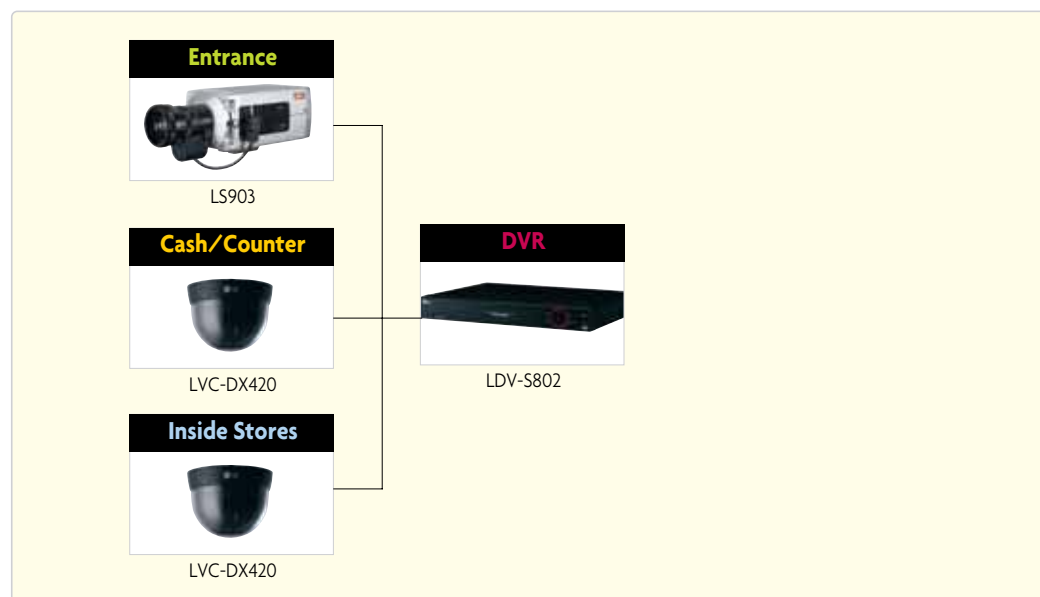 Entrance
LS903
Cash/Counter
LVC-DX420
DVR
LDV-S802
Inside Stores
LVC-DX420